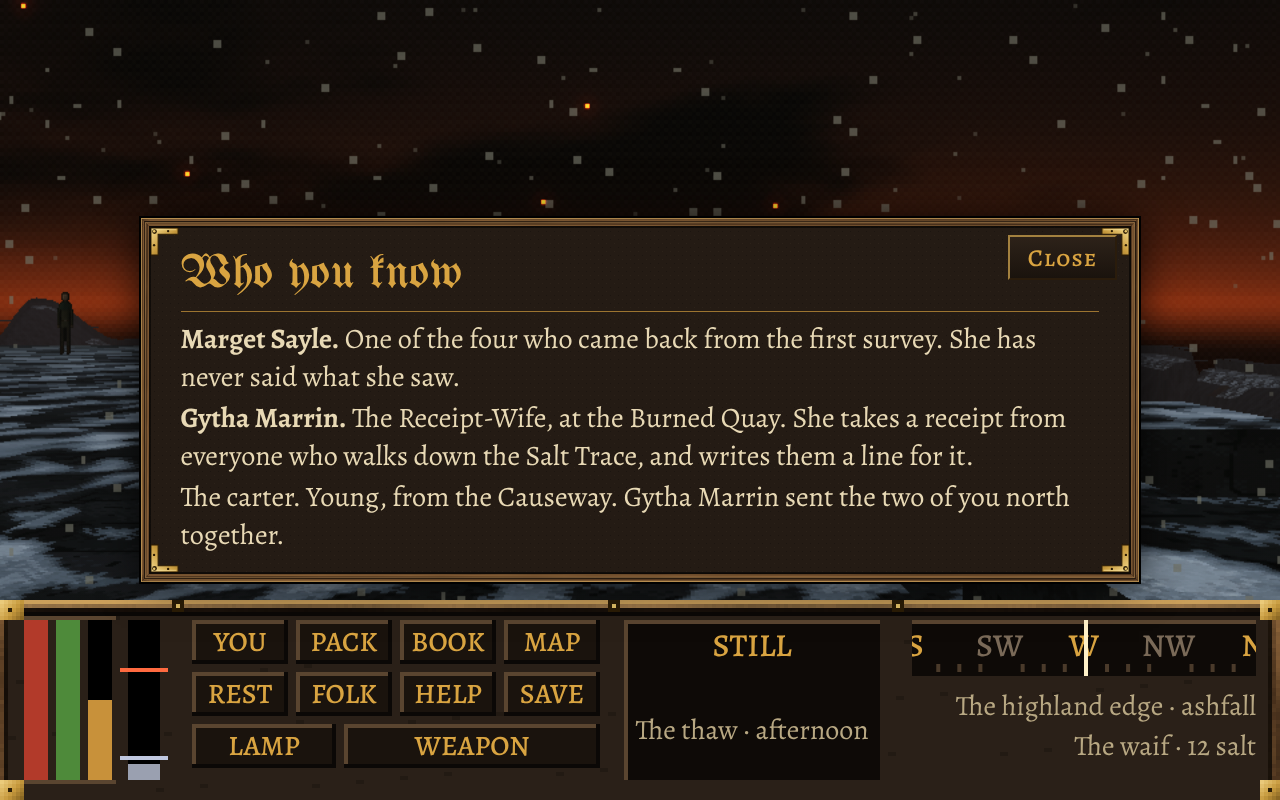 Who you know
CLOSE
Marget Sayle. One of the four who came back from the first survey. She has
never said what she saw.
Gytha Marrin. The Receipt-Wife, at the Burned Quay. She takes a receipt from
everyone who walks down the Salt Trace, and writes them a line for it.
The carter. Young, from the Causeway. Gytha Marrin sent the two of you north
together.
YOU PACK BOOK MAP
REST FOLK HELP SAVE
LAMP WEAPON
STILL
The thaw · afternoon
S SW W NW N
The highland edge · ashfall
The waif · 12 salt